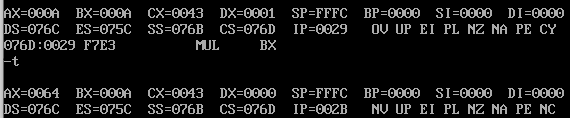 AX=000A  BX=000A  CX=0043  DX=0001  SP=FFFC  BP=0000  SI=0000  DI=0000
DS=076C  ES=075C  SS=076B  CS=076D  IP=0029   OV UP EI PL NZ NA PE CY
076D:0029 F7E3          MUL     BX
-t
AX=0064  BX=000A  CX=0043  DX=0000  SP=FFFC  BP=0000  SI=0000  DI=0000
DS=076C  ES=075C  SS=076B  CS=076D  IP=002B   NV UP EI PL NZ NA PE NC